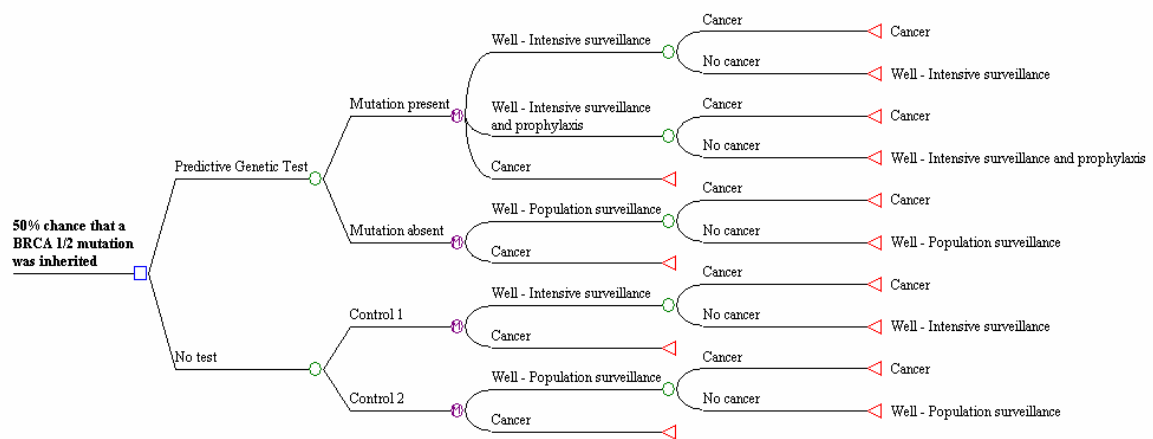 Cancer
Cancer
Well - Intensive surveillance
No cancer
Well - Intensive surveillance
Mutation present
Well - Intensive surveillance
and prophylaxis
Cancer
Cancer
M
No cancer
Well - Intensive surveillance and prophylaxis
Predictive Genetic Test
Cancer
Cancer
Cancer
Well - Population surveillance
50% chance that a
BRCA 1/2 mutation
was inherited
Mutation absent
M
No cancer
Well - Population surveillance
Cancer
Cancer
Cancer
Well - Intensive surveillance
Control 1
M
No cancer
Well - Intensive surveillance
Cancer
No test
Cancer
Cancer
Well - Population surveillance
Control 2
M
No cancer
Well - Population surveillance
Cancer